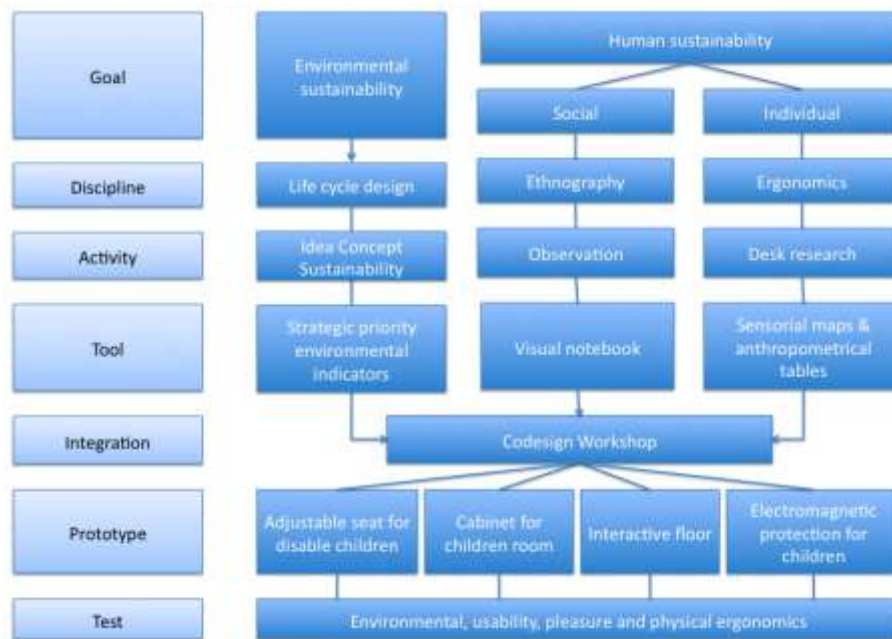 Goal
Environmental
sustainability
Human sustainability
Social
Individual
Discipline
Life cycle design
Ethnography
Ergonomics
Activity
Idea Concept
Sustainability
Observation
Desk research
Tool
Strategic priority
environmental
indicators
Visual notebook
Sensorial maps &
anthropometrical
tables
Integration
Codesign Workshop
Prototype
Adjustable seat for
disable children
Cabinet for
children room
Interactive floor
Electromagnetic
protection for
children
Test
Environmental, usability, pleasure and physical ergonomics